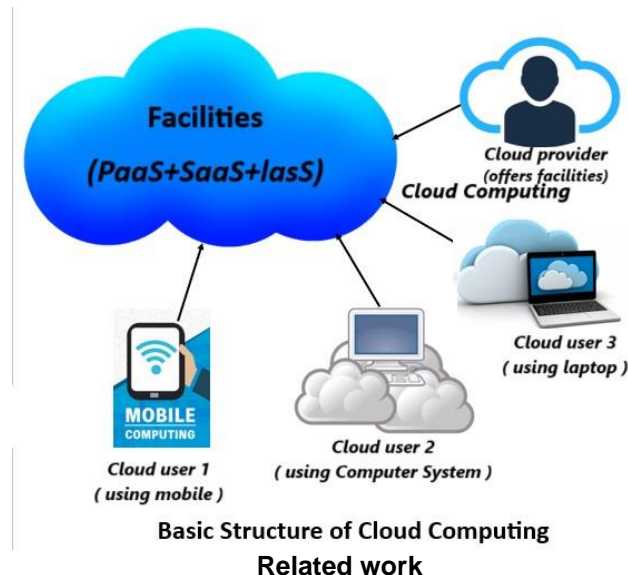 Facilities
(PaaS+SaaS+IasS)
Cloud provider
(offers facilities)
Cloud Computing
Cloud user 3
( using laptop )
MOBILE
COMPUTING
Cloud user 1
( using mobile )
Cloud user 2
( using Computer System )
Basic Structure of Cloud Computing
Related work